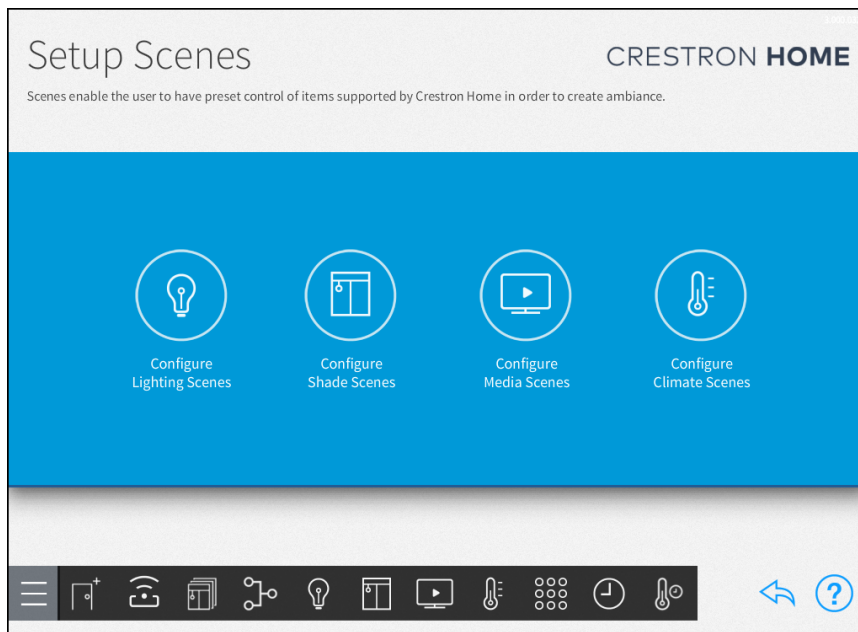 Setup Scenes
CRESTRON HOME
Scenes enable the user to have preset control of items supported by Crestron Home in order to create ambiance.
Configure
Lighting Scenes
Configure
Shade Scenes
Configure
Media Scenes
Configure
Climate Scenes
?